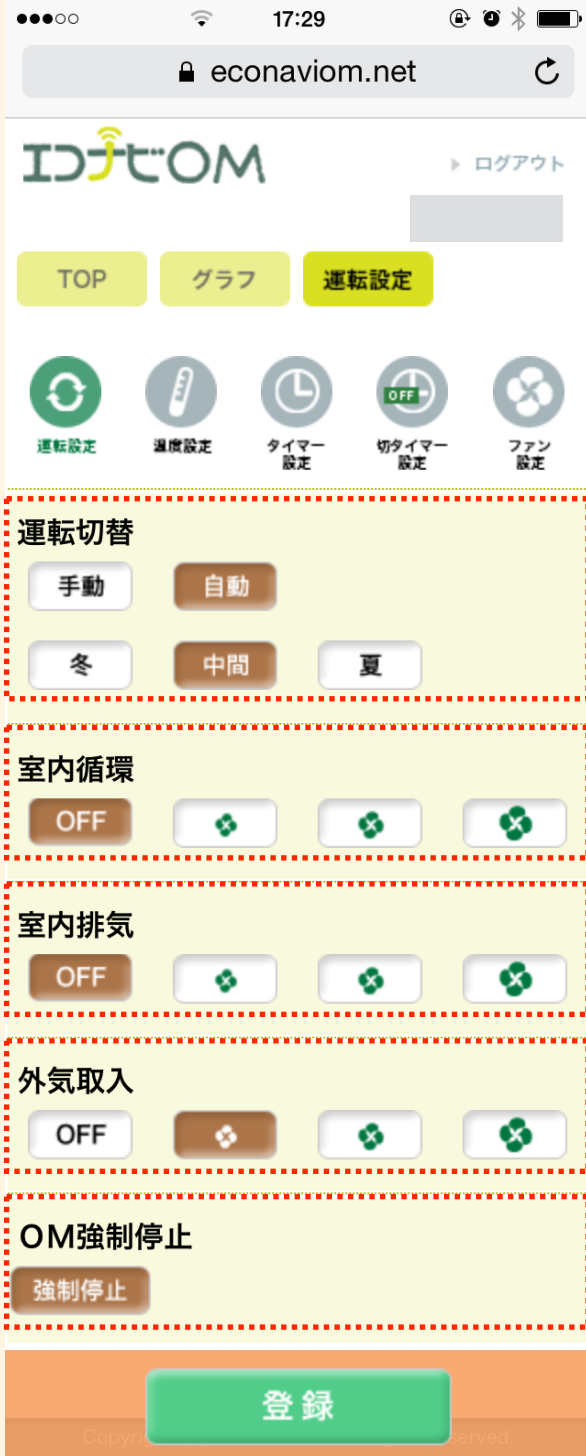 17:29
econaviom.net
エコナビOM
ログアウト
TOP グラフ 運転設定
運転設定 温度設定 タイマー設定 切タイマー設定 ファン設定
OFF
運転切替
手動 自動
冬 中間 夏
室内循環
OFF
室内排気
OFF
外気取入
OFF
OM強制停止
強制停止
登録